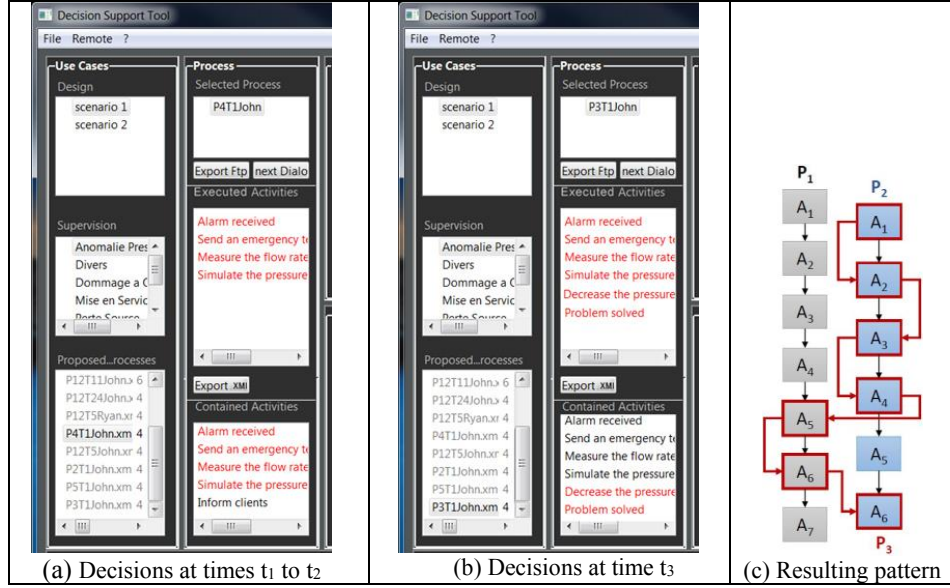 Decision Support Tool
File Remote ?
Use Cases
Design
scenario 1
scenario 2
Supervision
Anomalie Pres
Divers
Dommage a C
Mise en Servic
Porte Source
Proposed...rocesses
P12T11John.x 6
P12T24John.x 4
P12T5Ryan.xr 4
P4T1John.xm 4
P12T5John.xr 4
P2T1John.xm 4
P5T1John.xm 4
P3T1John.xm 4
Process
Selected Process
P4T1John
Export Ftp next Dialo
Executed Activities
Alarm received
Send an emergency te
Measure the flow rate
Simulate the pressure
Export .XMI
Contained Activities
Alarm received
Send an emergency te
Measure the flow rate
Simulate the pressure
Inform clients
(a) Decisions at times t₁ to t₂
Decision Support Tool
File Remote ?
Use Cases
Design
scenario 1
scenario 2
Supervision
Anomalie Pres
Divers
Dommage a C
Mise en Servic
Porte Source
Proposed...rocesses
P12T11John.x 6
P12T24John.x 4
P12T5Ryan.xr 4
P4T1John.xm 4
P12T5John.xr 4
P2T1John.xm 4
P5T1John.xm 4
P3T1John.xm 4
Process
Selected Process
P3T1John
Export Ftp next Dialo
Executed Activities
Alarm received
Send an emergency te
Measure the flow rate
Simulate the pressure
Decrease the pressure
Problem solved
Export .XMI
Contained Activities
Alarm received
Send an emergency te
Measure the flow rate
Simulate the pressure
Decrease the pressure
Problem solved
(b) Decisions at time t₃
P₁
A₁
A₂
A₃
A₄
A₅
A₆
A₇
P₂
A₁
A₂
A₃
A₄
A₅
A₆
P₃
(c) Resulting pattern